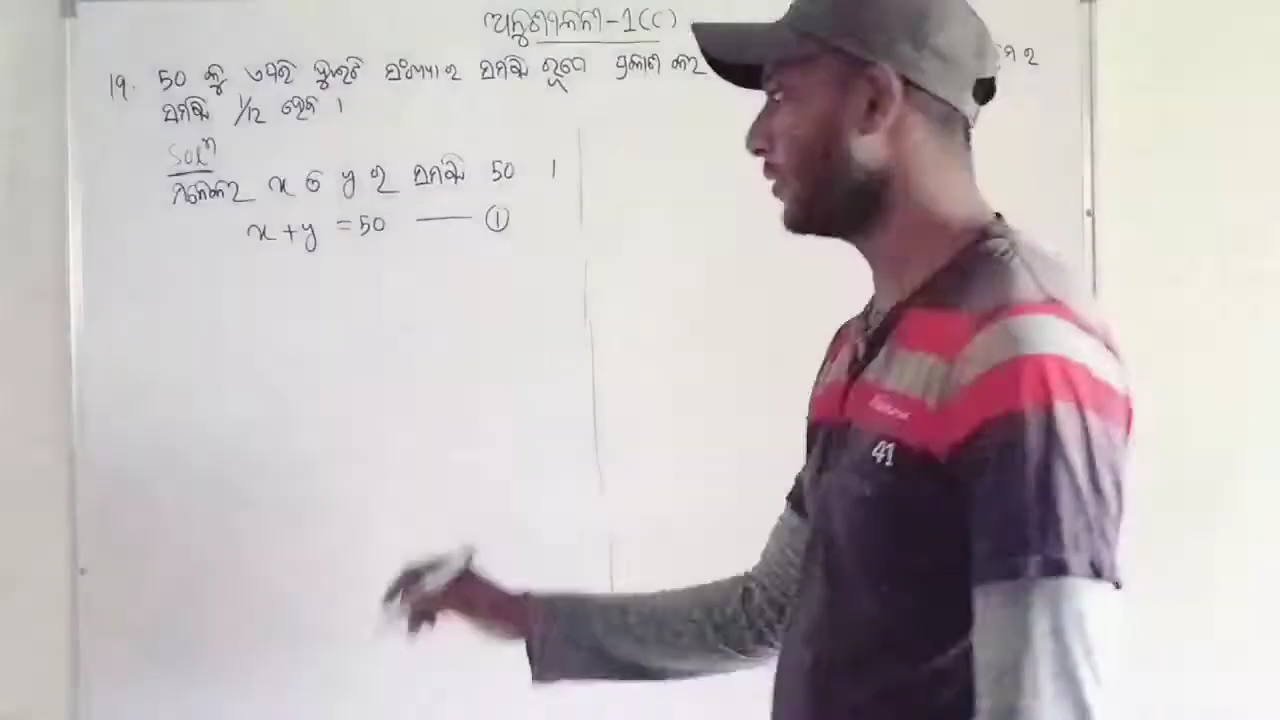 ଅନୁଶୀଳନୀ-1(C)
19. 50 କୁ ଏପରି ଦୁଇଟି ସଂଖ୍ୟାର ସମଷ୍ଟି ରୂପେ ପ୍ରକାଶ କର
ସମଷ୍ଟି 1/12 ହେବ ।
Solⁿ
ମନେକର x ଓ y ର ସମଷ୍ଟି 50 ।
x + y = 50 —— ①
41